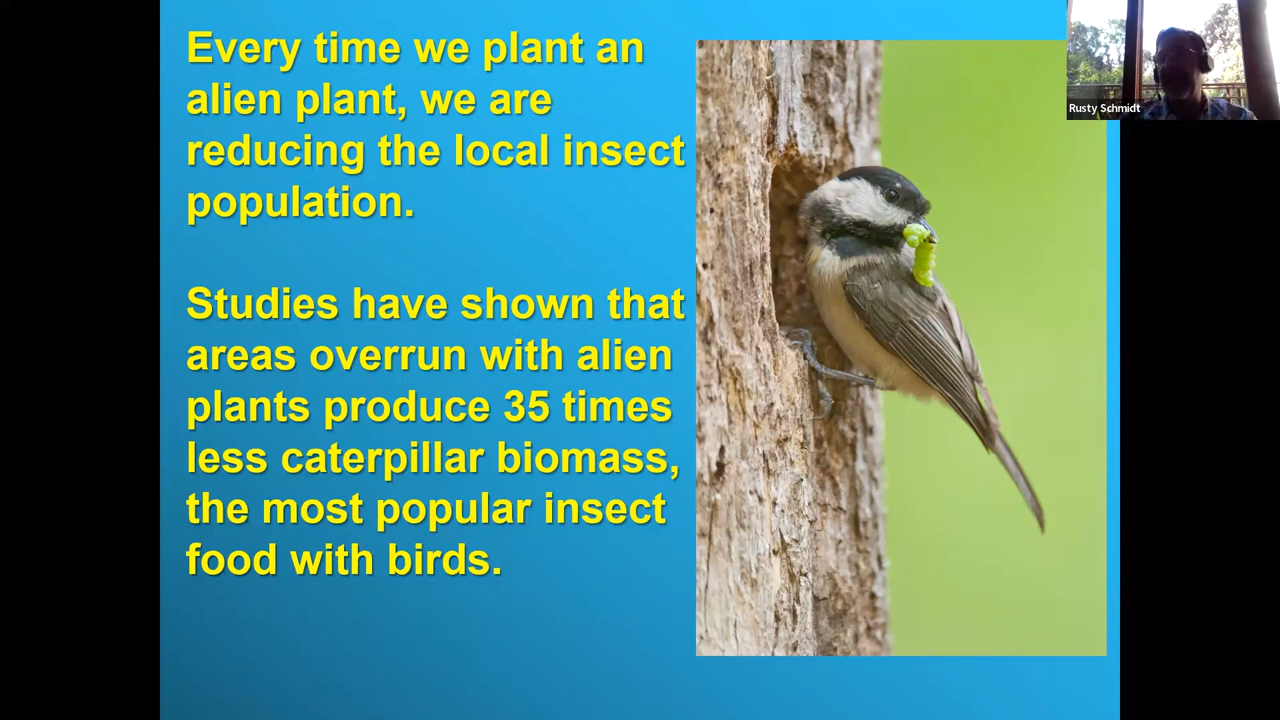 Every time we plant an
alien plant, we are
reducing the local insect
population.
Studies have shown that
areas overrun with alien
plants produce 35 times
less caterpillar biomass,
the most popular insect
food with birds.
Rusty Schmidt